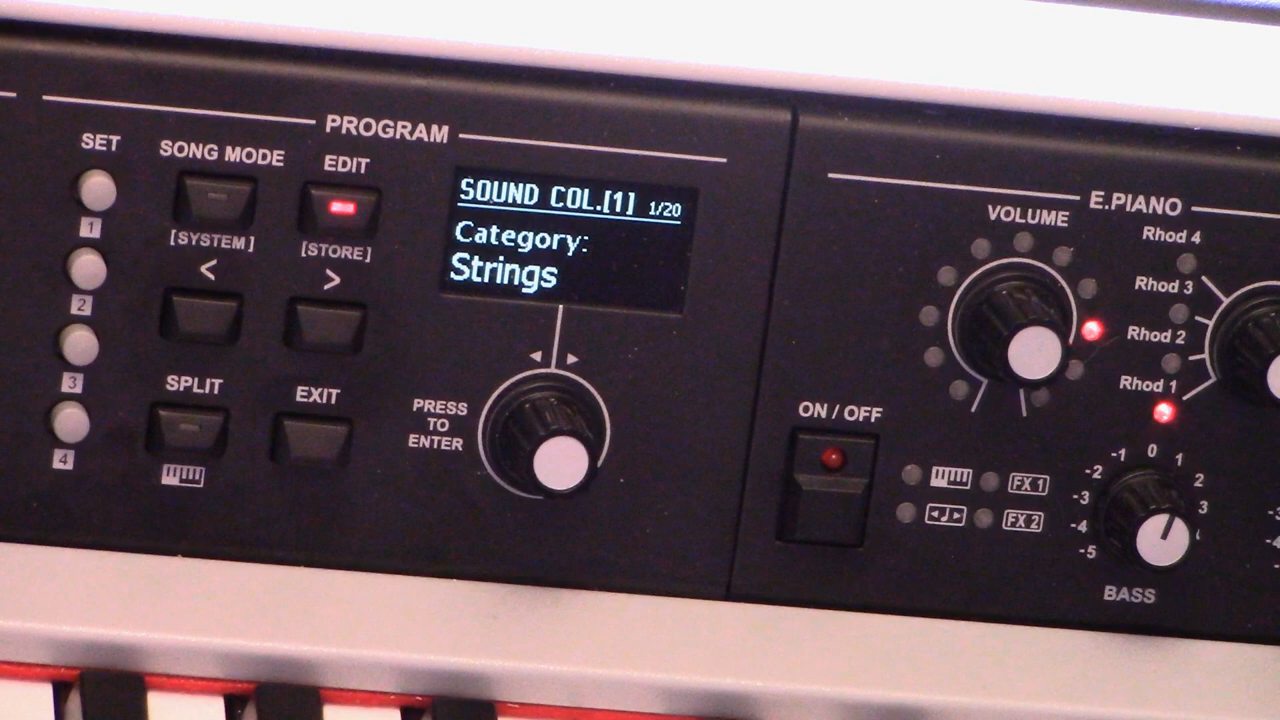 PROGRAM
SET
SONG MODE
EDIT
1
[SYSTEM]
[STORE]
<
>
2
3
SPLIT
EXIT
4
SOUND COL.[1] 1/20
Category:
Strings
PRESS
TO
ENTER
E.PIANO
VOLUME
Rhod 4
Rhod 3
Rhod 2
Rhod 1
ON / OFF
FX 1
FX 2
-5
-4
-3
-2
-1
0
1
2
3
BASS